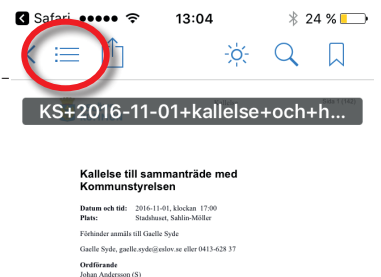 Safari 13:04 24 %
KS+2016-11-01+kallelse+och+h...
Kallelse till sammanträde med
Kommunstyrelsen
Datum och tid: 2016-11-01, klockan 17:00
Plats: Stadshuset, Sahlin-Möller
Förhinder anmäls till Gaelle Syde
Gaelle Syde, gaelle.syde@eslov.se eller 0413-628 37
Ordförande
Johan Andersson (S)